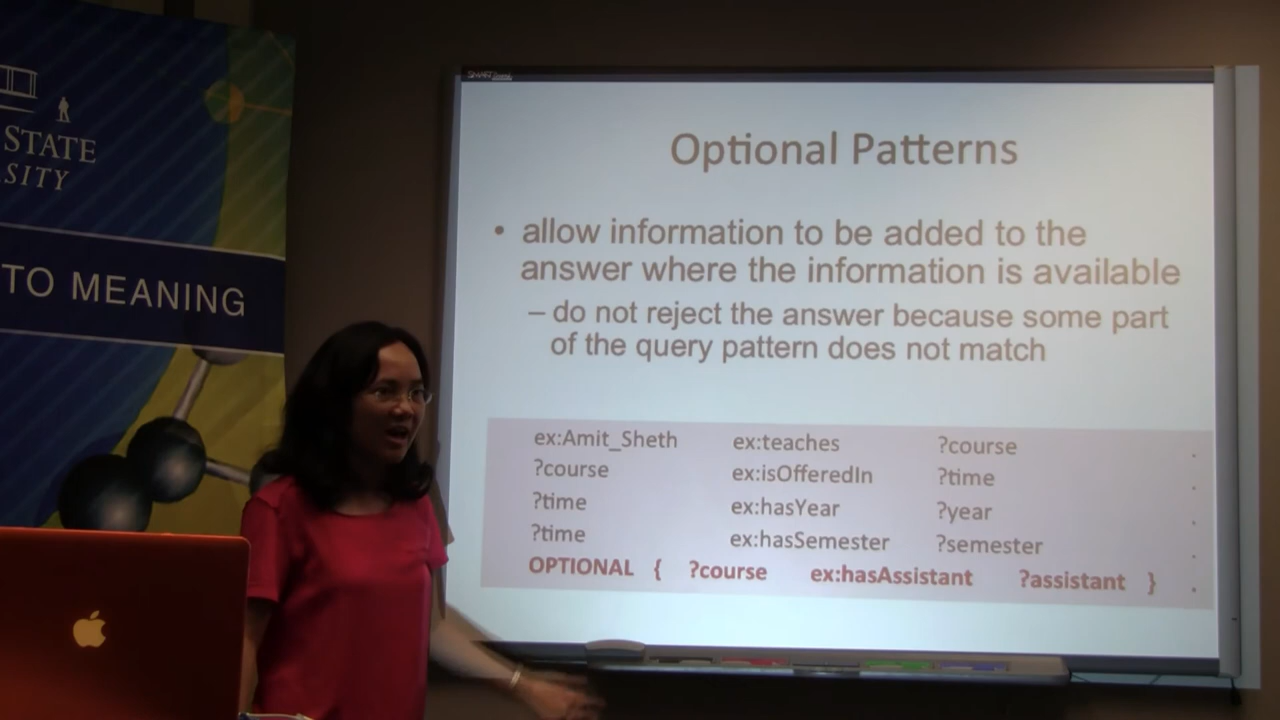 STATE
SITY
TO MEANING
SMART Board
Optional Patterns
• allow information to be added to the
answer where the information is available
– do not reject the answer because some part
of the query pattern does not match
ex:Amit_Sheth ex:teaches ?course .
?course ex:isOfferedIn ?time .
?time ex:hasYear ?year .
?time ex:hasSemester ?semester .
OPTIONAL { ?course ex:hasAssistant ?assistant } .